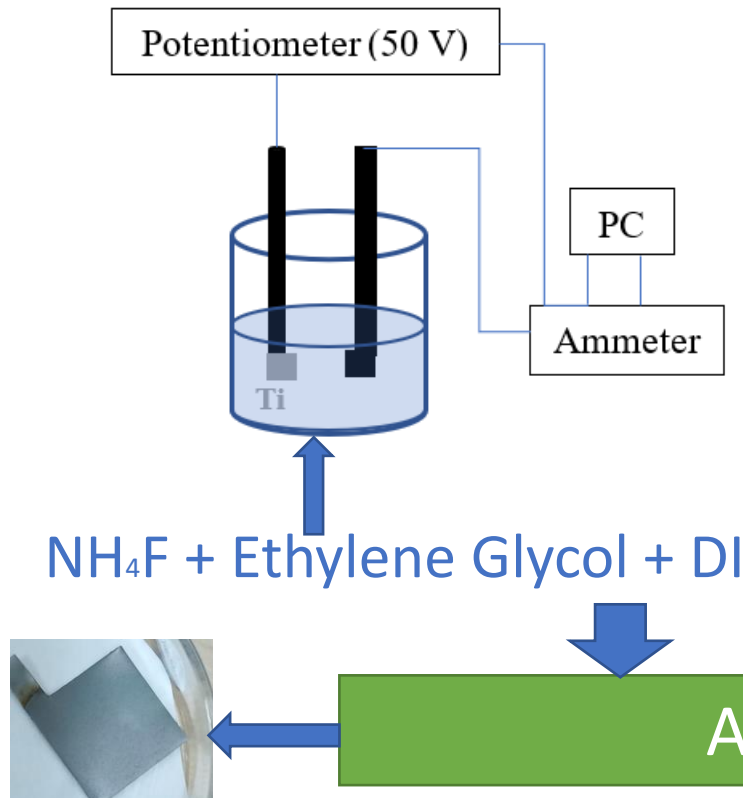 Potentiometer (50 V)
PC
Ammeter
Ti
NH₄F + Ethylene Glycol + DI
A